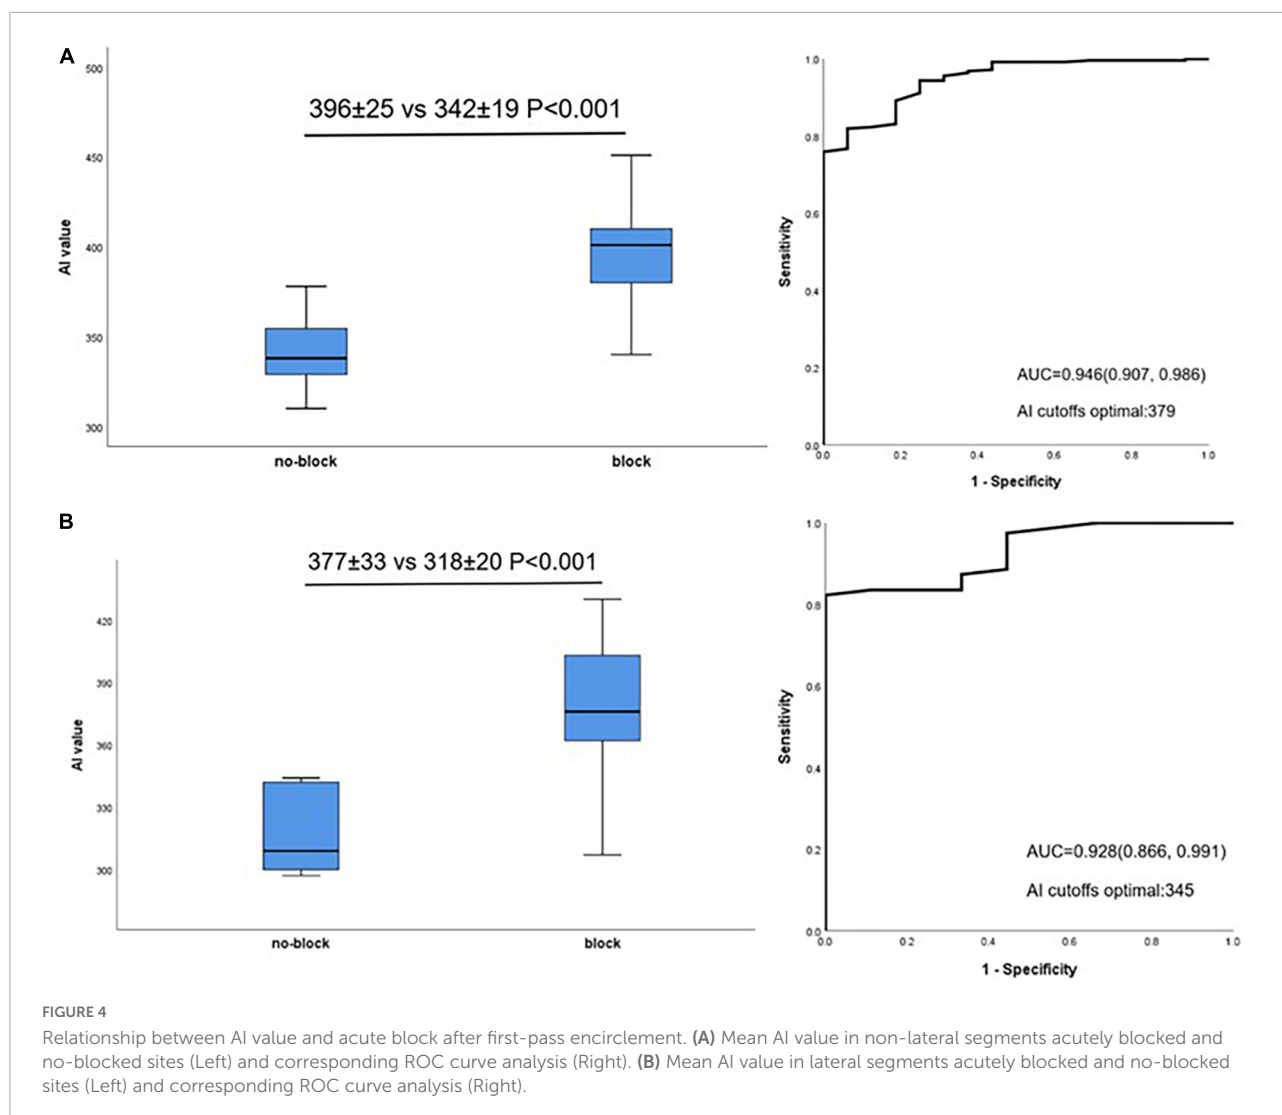 A
500
450
400
350
300
AI value
396±25 vs 342±19 P<0.001
no-block
block
1.0
0.8
0.6
0.4
0.2
0.0
Sensitivity
AUC=0.946(0.907, 0.986)
AI cutoffs optimal:379
0.0 0.2 0.4 0.6 0.8 1.0
1 - Specificity
B
420
390
360
330
300
AI value
377±33 vs 318±20 P<0.001
no-block
block
1.0
0.8
0.6
0.4
0.2
0.0
Sensitivity
AUC=0.928(0.866, 0.991)
AI cutoffs optimal:345
0.0 0.2 0.4 0.6 0.8 1.0
1 - Specificity
FIGURE 4
Relationship between AI value and acute block after first-pass encirclement. (A) Mean AI value in non-lateral segments acutely blocked and
no-blocked sites (Left) and corresponding ROC curve analysis (Right). (B) Mean AI value in lateral segments acutely blocked and no-blocked
sites (Left) and corresponding ROC curve analysis (Right).